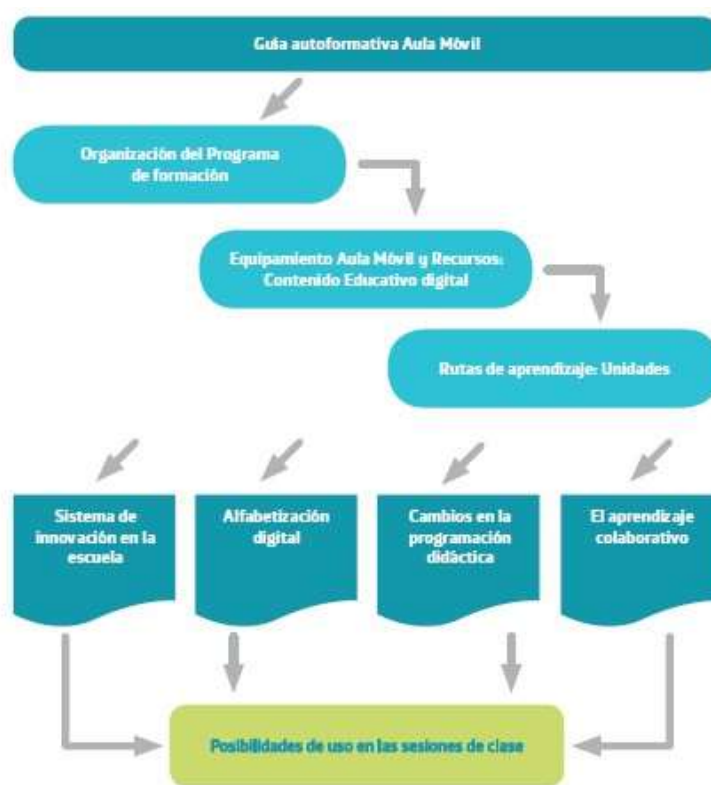 Guía autoformativa Aula Móvil
Organización del Programa
de formación
Equipamiento Aula Móvil y Recursos:
Contenido Educativo digital
Rutas de aprendizaje: Unidades
Sistema de
innovación en la
escuela
Alfabetización
digital
Cambios en la
programación
didáctica
El aprendizaje
colaborativo
Posibilidades de uso en las sesiones de clase